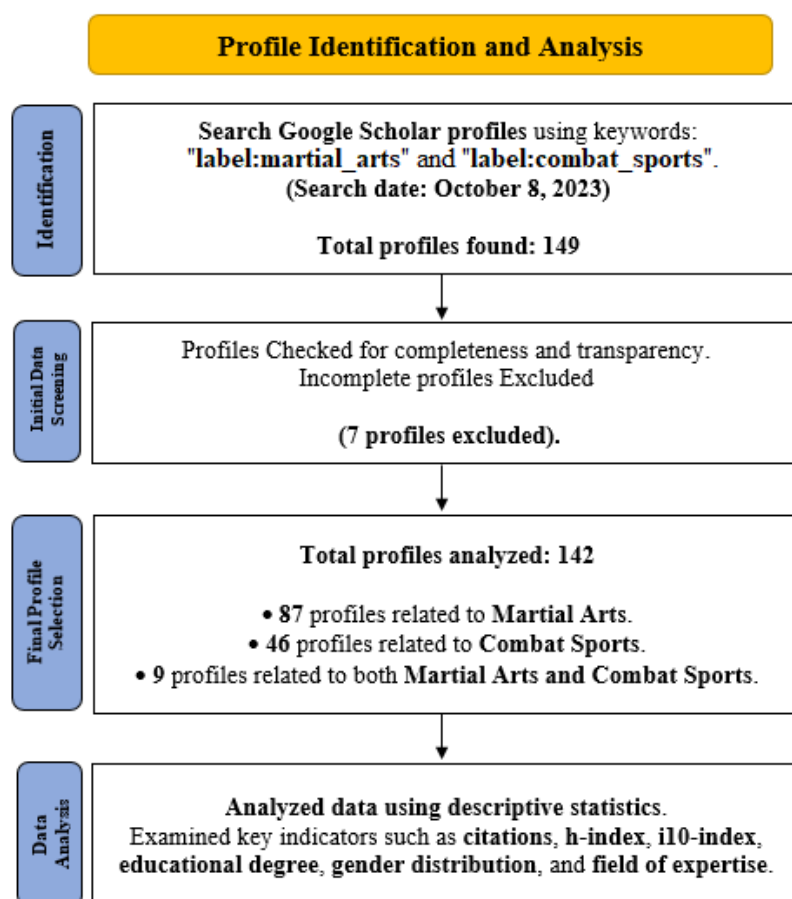 Profile Identification and Analysis
Identification
Search Google Scholar profiles using keywords:
"label:martial_arts" and "label:combat_sports".
(Search date: October 8, 2023)
Total profiles found: 149
Initial Data
Screening
Profiles Checked for completeness and transparency.
Incomplete profiles Excluded
(7 profiles excluded).
Final Profile
Selection
Total profiles analyzed: 142
• 87 profiles related to Martial Arts.
• 46 profiles related to Combat Sports.
• 9 profiles related to both Martial Arts and Combat Sports.
Data
Analysis
Analyzed data using descriptive statistics.
Examined key indicators such as citations, h-index, i10-index,
educational degree, gender distribution, and field of expertise.